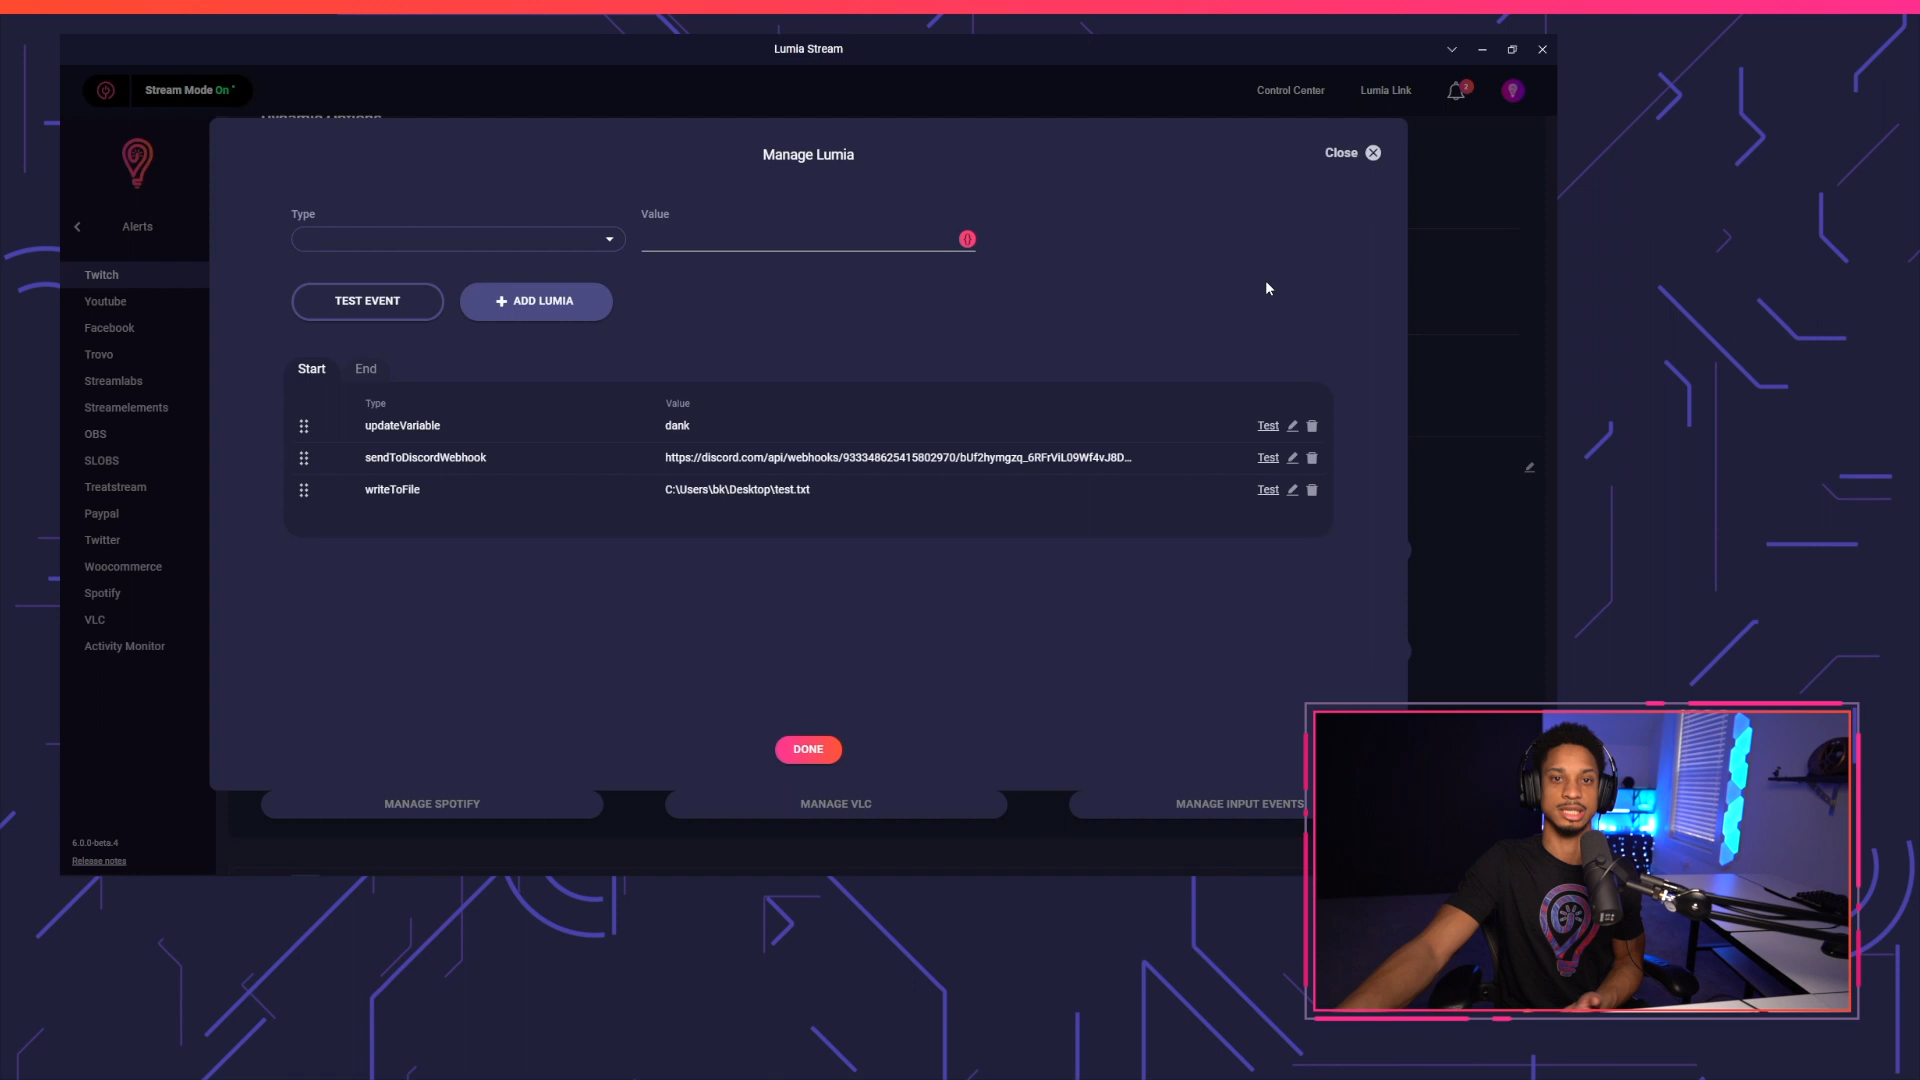 Lumia Stream
Stream Mode On
Control Center
Lumia Link
2
Dynamic Options
Manage Lumia
Close
Alerts
Type
Value
TEST EVENT
ADD LUMIA
Twitch
Youtube
Facebook
Trovo
Streamlabs
Streamelements
OBS
SLOBS
Treatstream
Paypal
Twitter
Woocommerce
Spotify
VLC
Activity Monitor
Start
End
Type
Value
updateVariable
dank
Test
sendToDiscordWebhook
https://discord.com/api/webhooks/933348625415802970/bUf2hymgzq_6RFrViL09Wf4vJ8D...
Test
writeToFile
C:\Users\bk\Desktop\test.txt
Test
DONE
MANAGE SPOTIFY
MANAGE VLC
MANAGE INPUT EVENTS
6.0.0-beta.4
Release notes